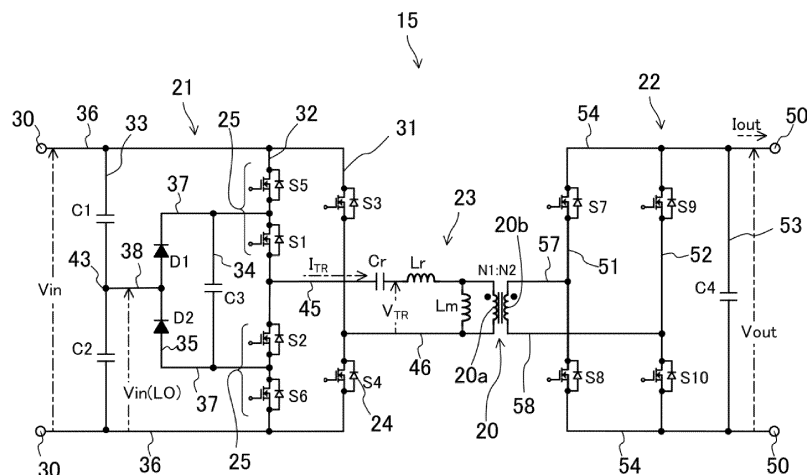 15
30
36
33
21
25
32
31
54
22
Iout
50
S5
S3
S7
S9
C1
37
S1
23
20b
53
D1
34
ITR
Cr
Lr
N1:N2
57
51
52
43
38
C3
45
Lm
C4
Vin
D2
VTR
Vout
C2
35
S2
46
20a
Vin(LO)
37
S6
S4
20
58
S8
S10
25
24
30
36
54
50